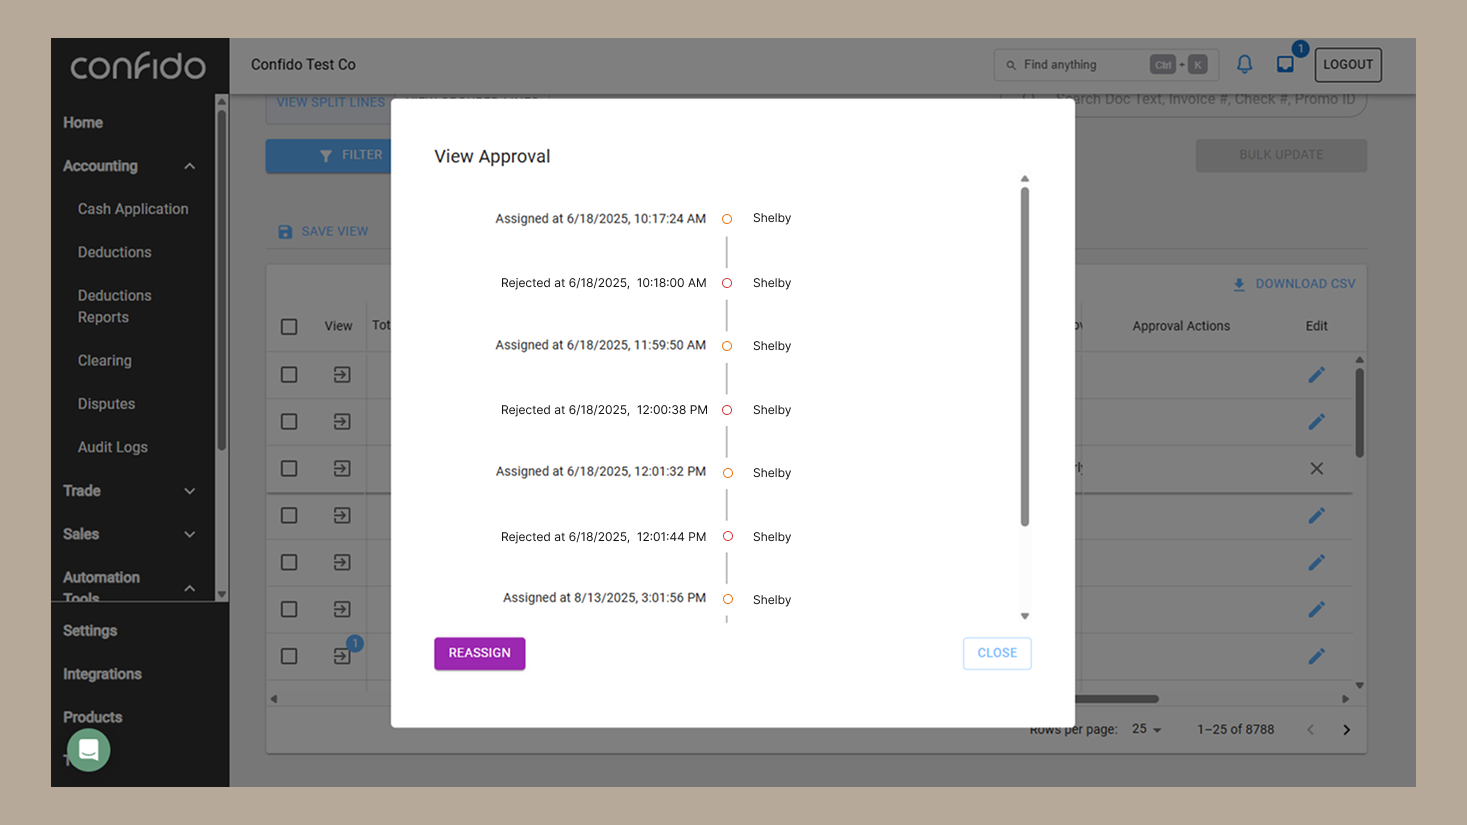 confido
Confido Test Co
Find anything
Ctrl + K
1
LOGOUT
Home
Accounting
Cash Application
Deductions
Deductions
Reports
Clearing
Disputes
Audit Logs
Trade
Sales
Automation
Tools
Settings
Integrations
Products
VIEW SPLIT LINES
Search Doc Text, Invoice #, Check #, Promo ID
FILTER
BULK UPDATE
SAVE VIEW
DOWNLOAD CSV
View
Tot
Approval Actions
Edit
1
View Approval
Assigned at 6/18/2025, 10:17:24 AM Shelby
Rejected at 6/18/2025, 10:18:00 AM Shelby
Assigned at 6/18/2025, 11:59:50 AM Shelby
Rejected at 6/18/2025, 12:00:38 PM Shelby
Assigned at 6/18/2025, 12:01:32 PM Shelby
Rejected at 6/18/2025, 12:01:44 PM Shelby
Assigned at 8/13/2025, 3:01:56 PM Shelby
REASSIGN
CLOSE
Rows per page: 25 1–25 of 8788